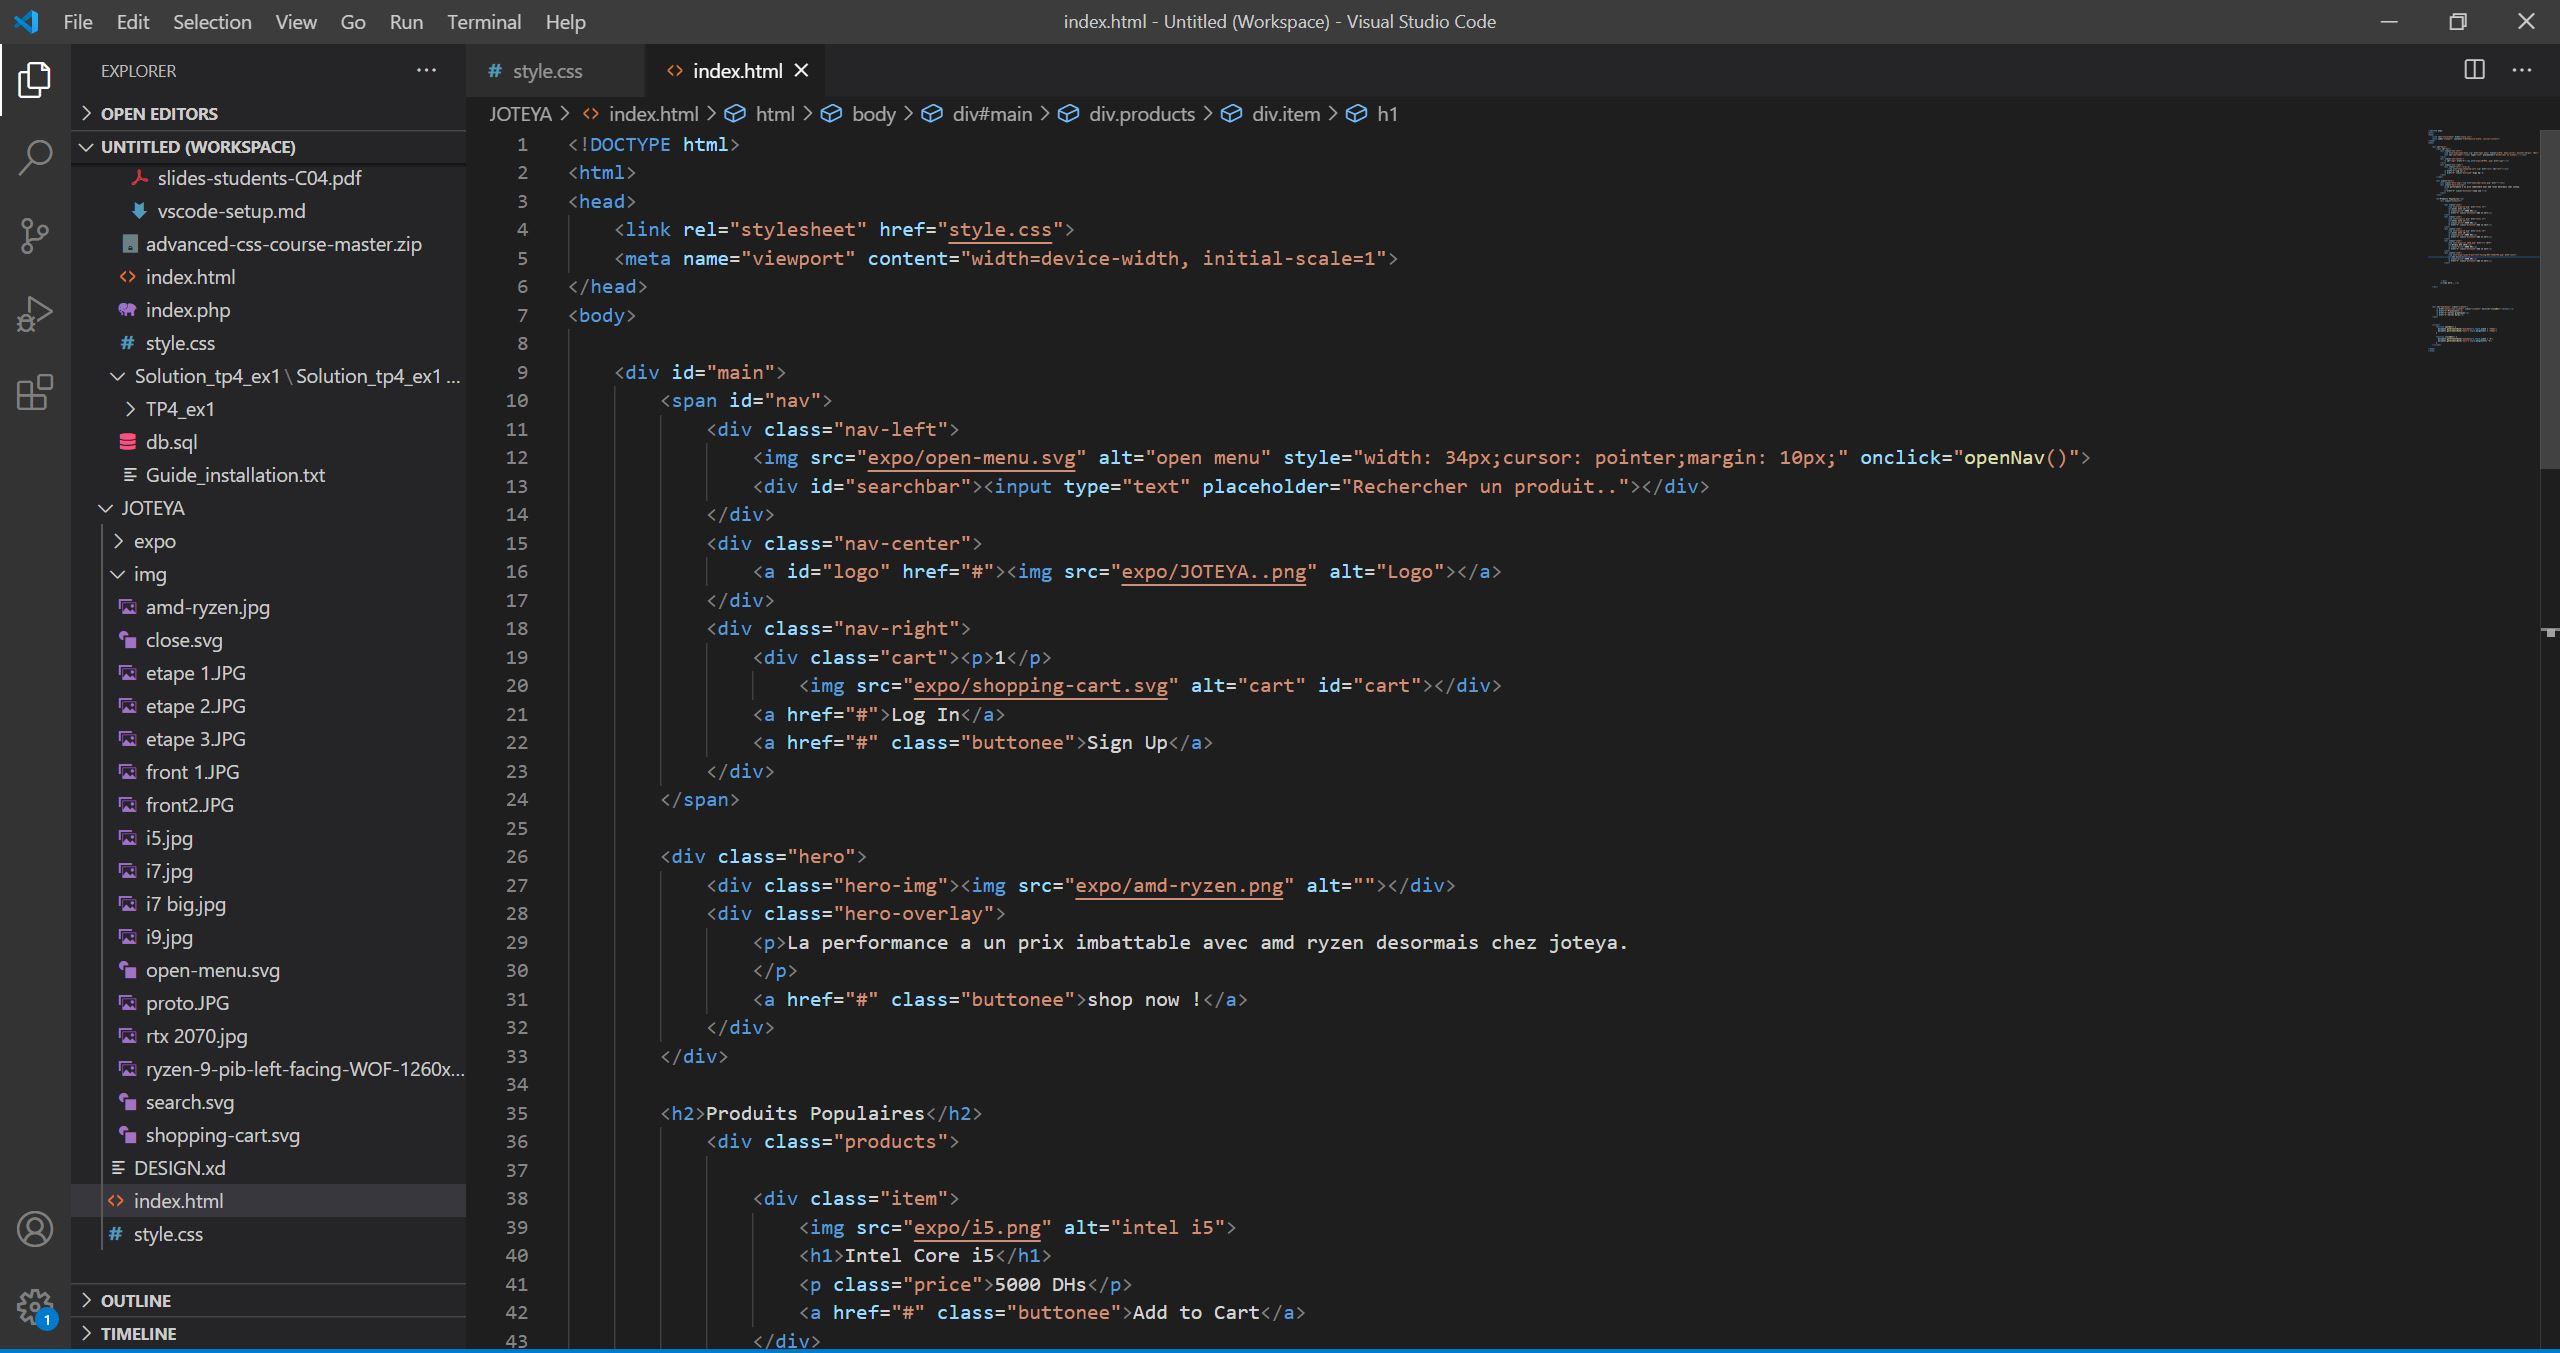 File Edit Selection View Go Run Terminal Help
index.html - Untitled (Workspace) - Visual Studio Code
EXPLORER
OPEN EDITORS
UNTITLED (WORKSPACE)
slides-students-C04.pdf
vscode-setup.md
advanced-css-course-master.zip
index.html
index.php
style.css
Solution_tp4_ex1\Solution_tp4_ex1 ...
TP4_ex1
db.sql
Guide_installation.txt
JOTEYA
expo
img
amd-ryzen.jpg
close.svg
etape 1.JPG
etape 2.JPG
etape 3.JPG
front 1.JPG
front2.JPG
i5.jpg
i7.jpg
i7 big.jpg
i9.jpg
open-menu.svg
proto.JPG
rtx 2070.jpg
ryzen-9-pib-left-facing-WOF-1260x...
search.svg
shopping-cart.svg
DESIGN.xd
index.html
style.css
OUTLINE
TIMELINE
1
# style.css
<> index.html
JOTEYA > <> index.html > html > body > div#main > div.products > div.item > h1
1 <!DOCTYPE html>
2 <html>
3 <head>
4 <link rel="stylesheet" href="style.css">
5 <meta name="viewport" content="width=device-width, initial-scale=1">
6 </head>
7 <body>
8
9 <div id="main">
10 <span id="nav">
11 <div class="nav-left">
12 <img src="expo/open-menu.svg" alt="open menu" style="width: 34px;cursor: pointer;margin: 10px;" onclick="openNav()">
13 <div id="searchbar"><input type="text" placeholder="Rechercher un produit.."></div>
14 </div>
15 <div class="nav-center">
16 <a id="logo" href="#"><img src="expo/JOTEYA..png" alt="Logo"></a>
17 </div>
18 <div class="nav-right">
19 <div class="cart"><p>1</p>
20 <img src="expo/shopping-cart.svg" alt="cart" id="cart"></div>
21 <a href="#">Log In</a>
22 <a href="#" class="buttonee">Sign Up</a>
23 </div>
24 </span>
25
26 <div class="hero">
27 <div class="hero-img"><img src="expo/amd-ryzen.png" alt=""></div>
28 <div class="hero-overlay">
29 <p>La performance a un prix imbattable avec amd ryzen desormais chez joteya.
30 </p>
31 <a href="#" class="buttonee">shop now !</a>
32 </div>
33 </div>
34
35 <h2>Produits Populaires</h2>
36 <div class="products">
37
38 <div class="item">
39 <img src="expo/i5.png" alt="intel i5">
40 <h1>Intel Core i5</h1>
41 <p class="price">5000 DHs</p>
42 <a href="#" class="buttonee">Add to Cart</a>
43 </div>